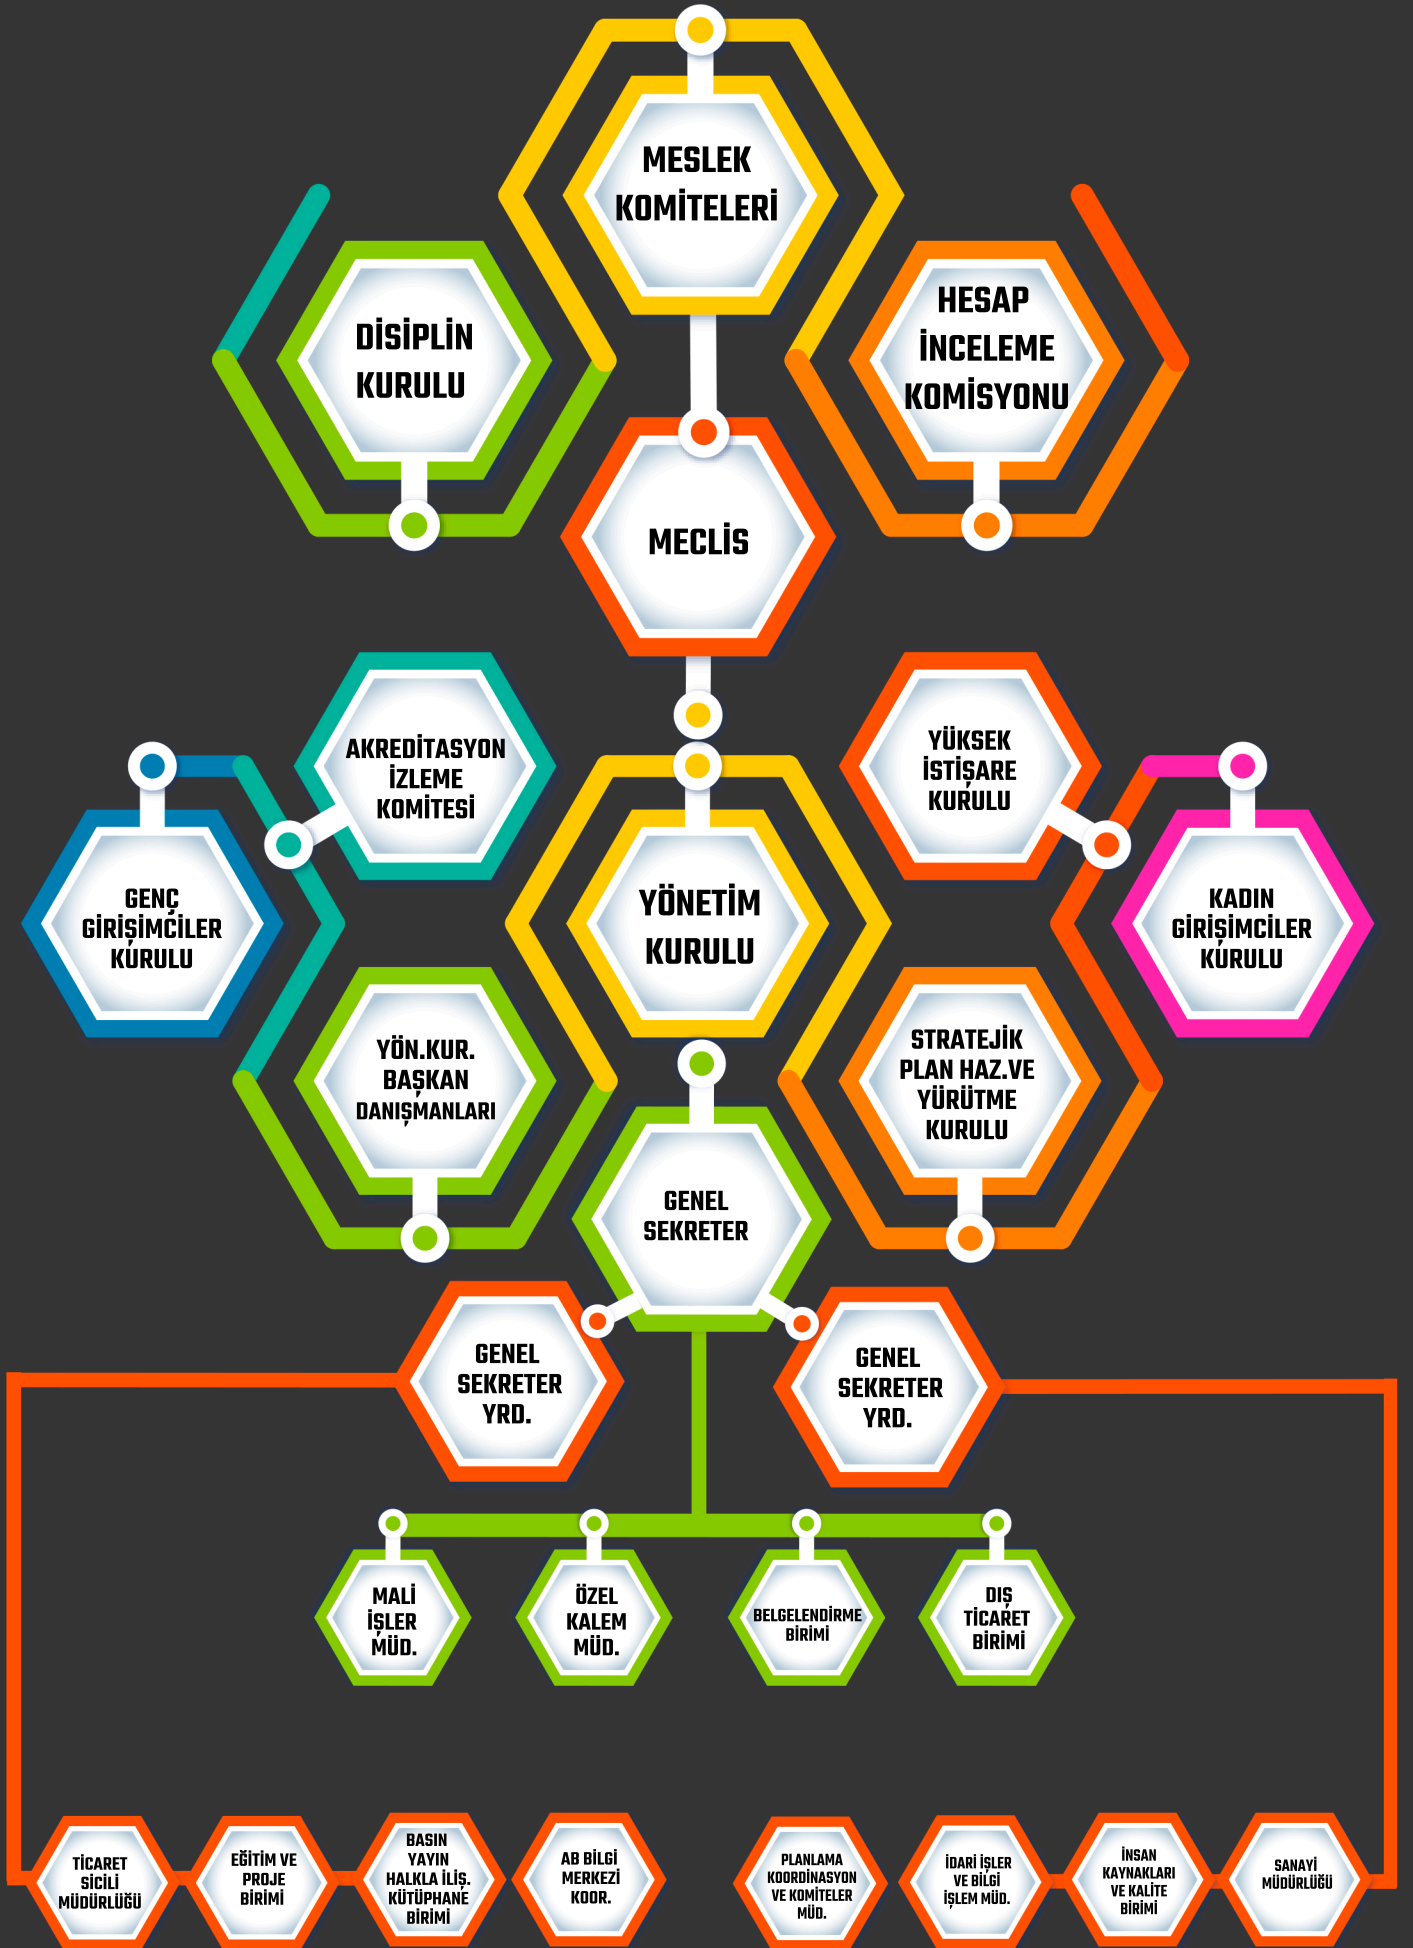 MESLEK
KOMİTELERİ
DİSİPLİN
KURULU
HESAP
İNCELEME
KOMİSYONU
MECLİS
AKREDİTASYON
İZLEME
KOMİTESİ
YÜKSEK
İSTİŞARE
KURULU
GENÇ
GİRİŞİMCİLER
KURULU
YÖNETİM
KURULU
KADIN
GİRİŞİMCİLER
KURULU
YÖN.KUR.
BAŞKAN
DANIŞMANLARI
STRATEJİK
PLAN HAZ.VE
YÜRÜTME
KURULU
GENEL
SEKRETER
GENEL
SEKRETER
YRD.
GENEL
SEKRETER
YRD.
MALİ
İŞLER
MÜD.
ÖZEL
KALEM
MÜD.
BELGELENDİRME
BİRİMİ
DIŞ
TİCARET
BİRİMİ
TİCARET
SİCİLİ
MÜDÜRLÜĞÜ
EĞİTİM VE
PROJE
BİRİMİ
BASIN
YAYIN
HALKLA İLİŞ.
KÜTÜPHANE
BİRİMİ
AB BİLGİ
MERKEZİ
KOOR.
PLANLAMA
KOORDİNASYON
VE KOMİTELER
MÜD.
İDARİ İŞLER
VE BİLGİ
İŞLEM MÜD.
İNSAN
KAYNAKLARI
VE KALİTE
BİRİMİ
SANAYİ
MÜDÜRLÜĞÜ